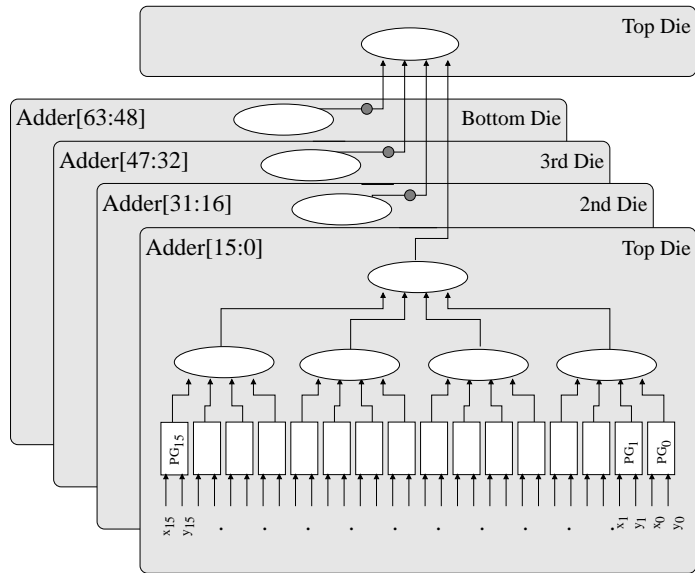 Top Die
Adder[63:48] Bottom Die
Adder[47:32] 3rd Die
Adder[31:16] 2nd Die
Adder[15:0] Top Die
PG15 PG1 PG0
x15 y15 . . . . . . . . . . x1 y1 x0 y0